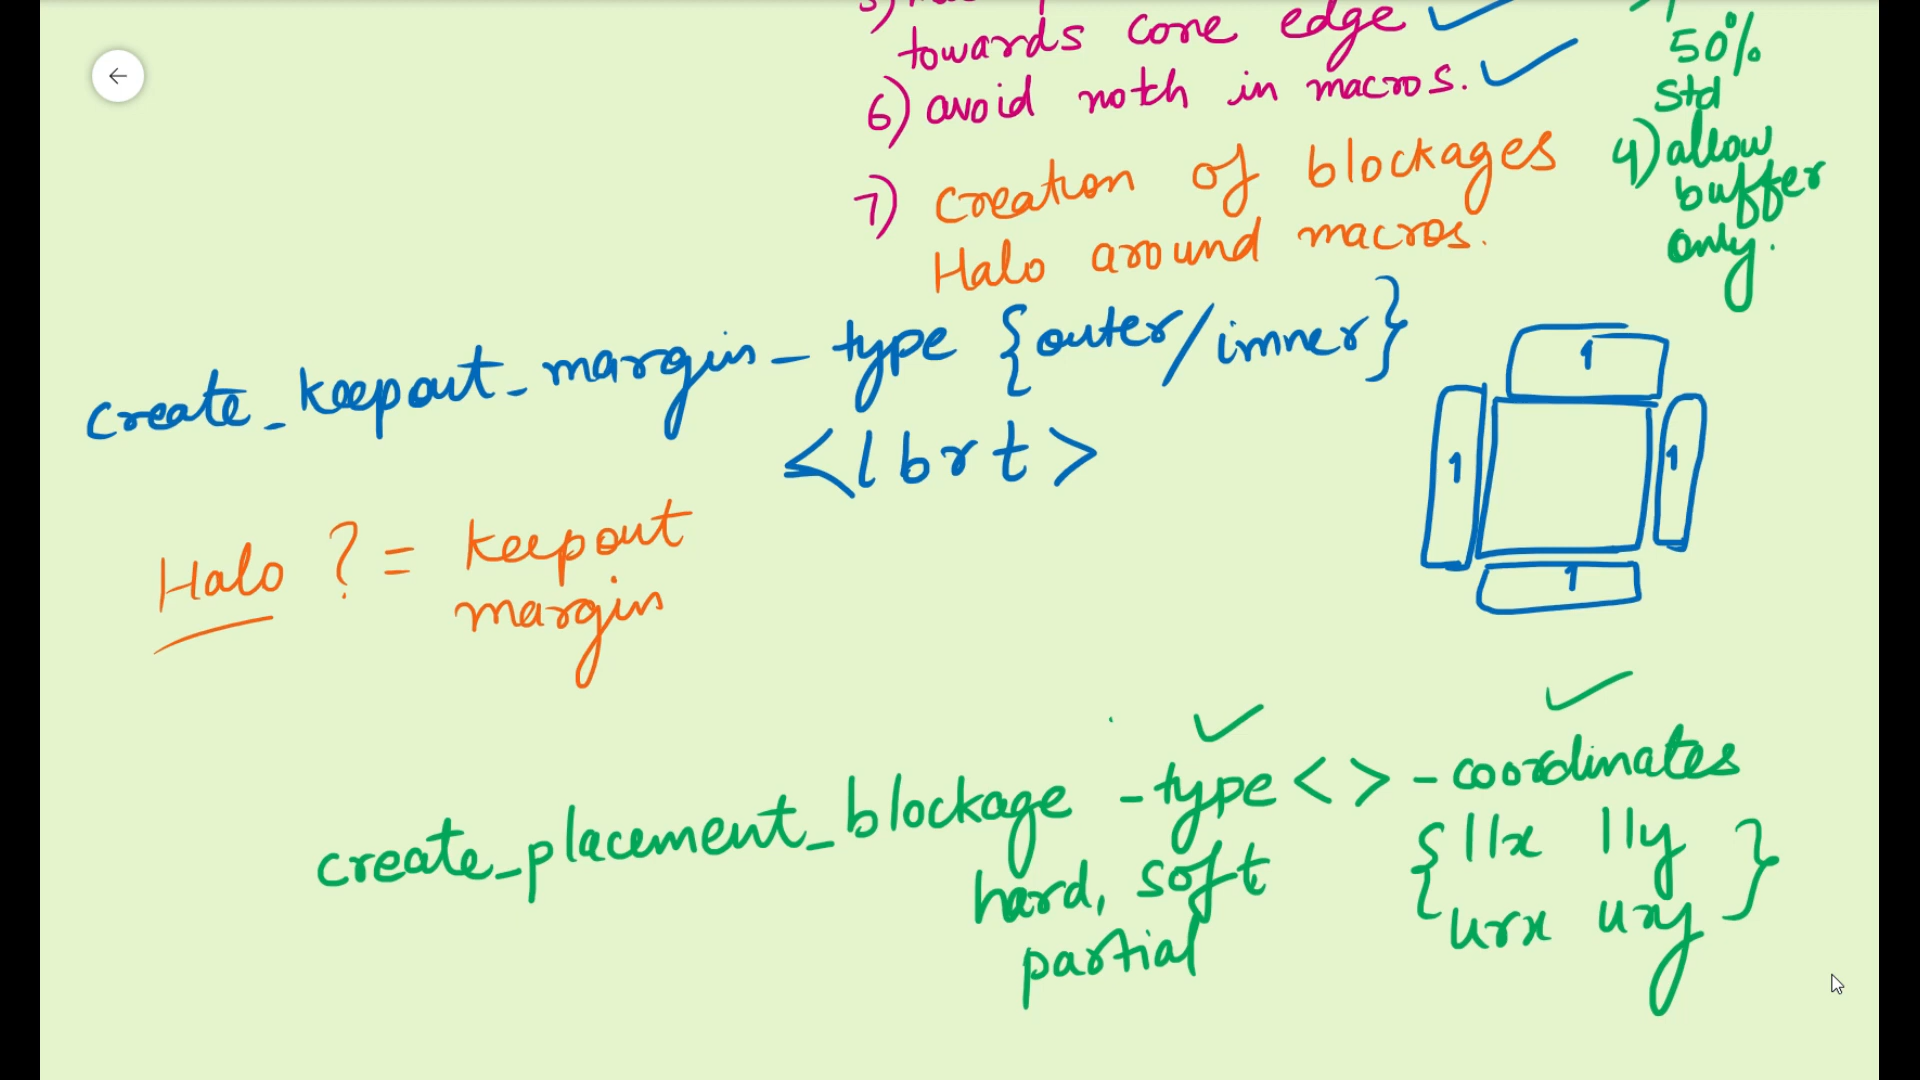 towards core edge
6) avoid notch in macros.
7) creation of blockages
Halo around macros.
50%
Std
4) allow
buffer
only.
create_keepout_margin - type {outer/inner}
<l b r t>
1
1
1
1
Halo ? = keepout
margin
create_placement_blockage - type < > - coordinates
hard, soft
partial
{ llx lly
urx ury }